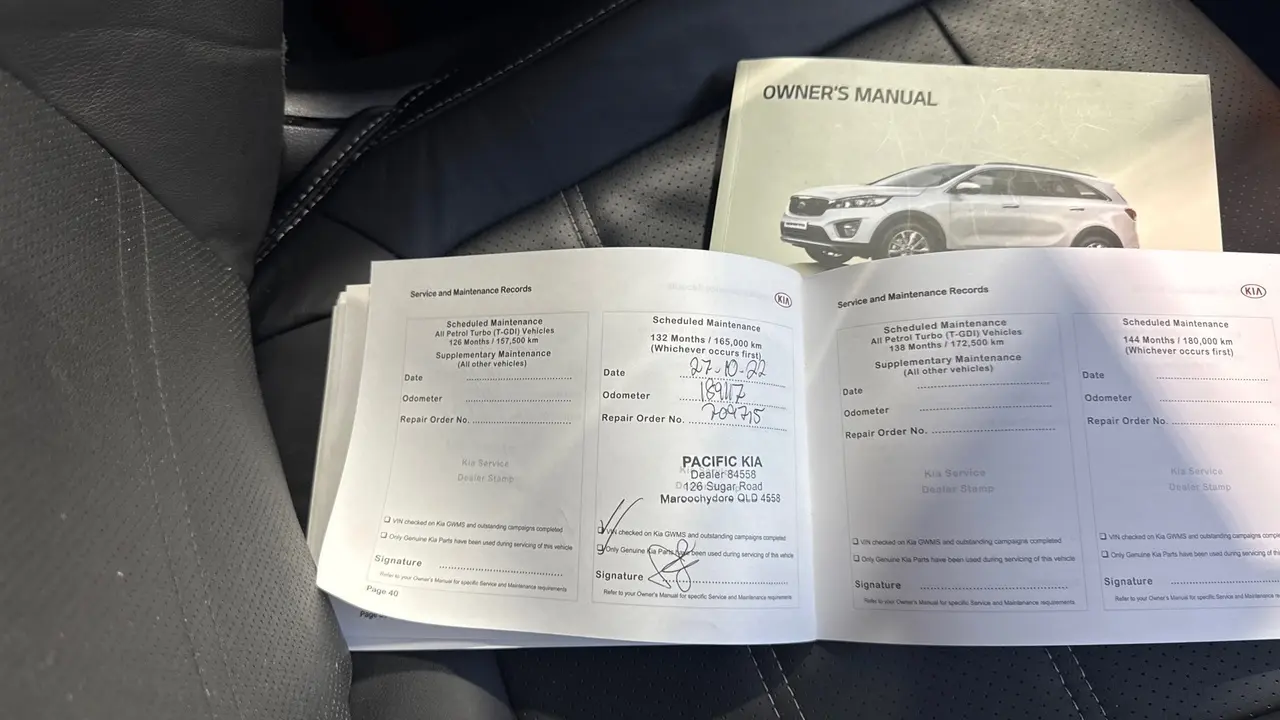 OWNER'S MANUAL
Service and Maintenance Records
KIA
Scheduled Maintenance
All Petrol Turbo (T-GDI) Vehicles
126 Months / 157,500 km
Supplementary Maintenance
(All other vehicles)
Date
Odometer
Repair Order No.
Kia Service
Dealer Stamp
VIN checked on Kia GWMS and outstanding campaigns completed
Only Genuine Kia Parts have been used during servicing of this vehicle
Signature
Refer to your Owner's Manual for specific Service and Maintenance requirements
Page 40
Scheduled Maintenance
132 Months / 165,000 km
(Whichever occurs first)
Date 27-10-22
Odometer 189117
Repair Order No. 709715
PACIFIC KIA
Dealer 84558
126 Sugar Road
Maroochydore QLD 4558
VIN checked on Kia GWMS and outstanding campaigns completed
Only Genuine Kia Parts have been used during servicing of this vehicle
Signature
Refer to your Owner's Manual for specific Service and Maintenance requirements
Service and Maintenance Records
KIA
Scheduled Maintenance
All Petrol Turbo (T-GDI) Vehicles
138 Months / 172,500 km
Supplementary Maintenance
(All other vehicles)
Date
Odometer
Repair Order No.
Kia Service
Dealer Stamp
VIN checked on Kia GWMS and outstanding campaigns completed
Only Genuine Kia Parts have been used during servicing of this vehicle
Signature
Refer to your Owner's Manual for specific Service and Maintenance requirements
Scheduled Maintenance
144 Months / 180,000 km
(Whichever occurs first)
Date
Odometer
Repair Order No.
Kia Service
Dealer Stamp
VIN checked on Kia GWMS and outstanding campaigns
Only Genuine Kia Parts have been used during servicing of
Signature
Refer to your Owner's Manual for specific Service and Maintenance